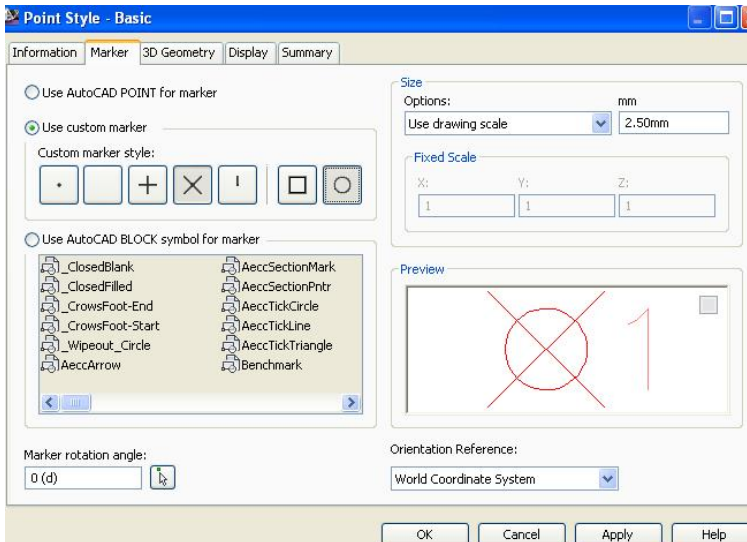 Point Style - Basic
Information Marker 3D Geometry Display Summary
Use AutoCAD POINT for marker
Use custom marker
Custom marker style:
Use AutoCAD BLOCK symbol for marker
_ClosedBlank
_ClosedFilled
_CrowsFoot-End
_CrowsFoot-Start
_Wipeout_Circle
AeccArrow
AeccSectionMark
AeccSectionPntr
AeccTickCircle
AeccTickLine
AeccTickTriangle
Benchmark
Marker rotation angle:
0 (d)
Size
Options: mm
Use drawing scale 2.50mm
Fixed Scale
X: Y: Z:
1 1 1
Preview
1
Orientation Reference:
World Coordinate System
OK Cancel Apply Help